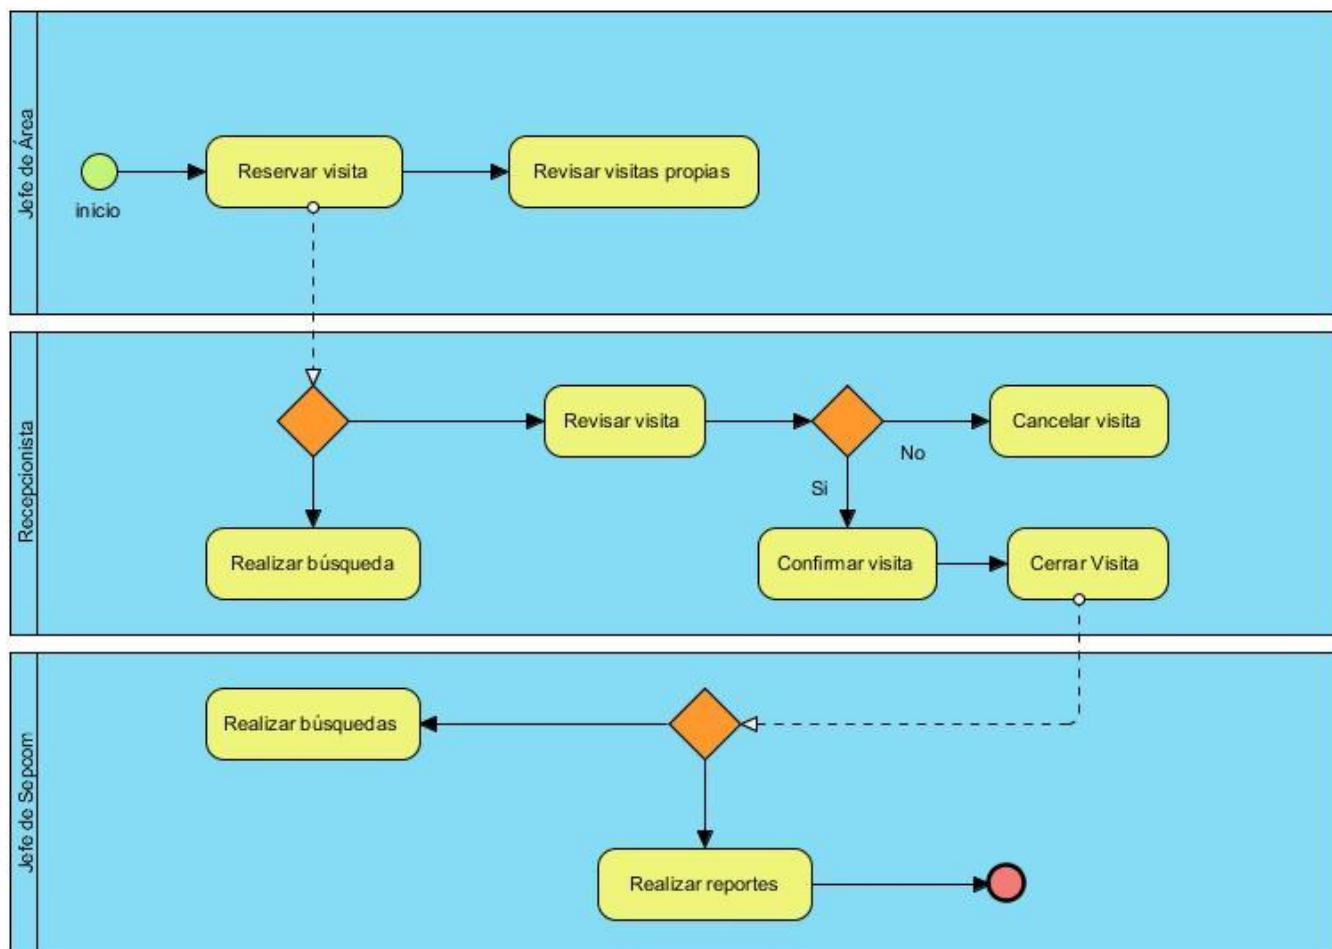 Jefe de Área
inicio
Reservar visita
Revisar visitas propias
Recepcionista
Revisar visita
Cancelar visita
No
Si
Realizar búsqueda
Confirmar visita
Cerrar Visita
Jefe de Sepcom
Realizar búsquedas
Realizar reportes